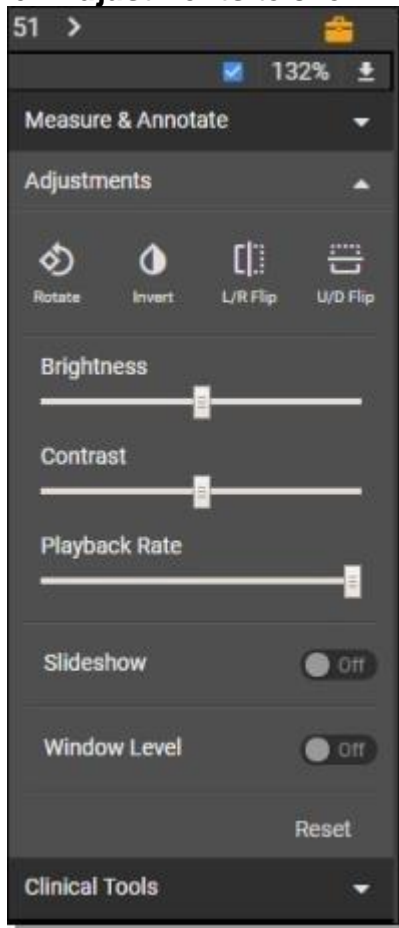 51 >
132%
Measure & Annotate
Adjustments
Rotate Invert L/R Flip U/D Flip
Brightness
Contrast
Playback Rate
Slideshow Off
Window Level Off
Reset
Clinical Tools